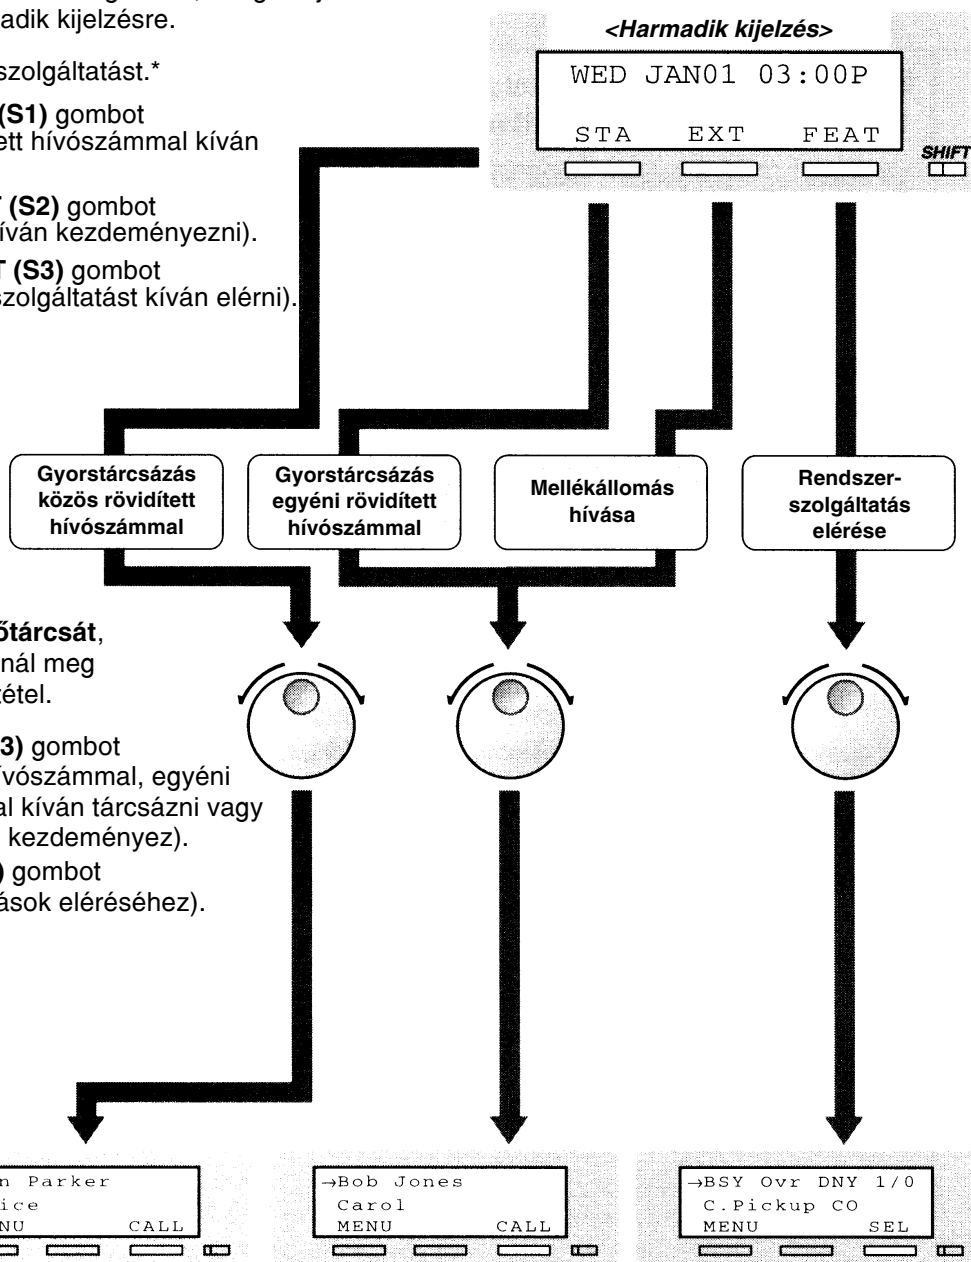 adik kijelzésre.
<Harmadik kijelzés>
szolgáltatást.*
WED JAN01 03:00P
(S1) gombot
ett hívószámmal kíván
STA EXT FEAT
SHIFT
(S2) gombot
íván kezdeményezni).
T (S3) gombot
szolgáltatást kíván elérni).
Gyorstárcsázás
közös rövidített
hívószámmal
Gyorstárcsázás
egyéni rövidített
hívószámmal
Mellékállomás
hívása
Rendszer-
szolgáltatás
elérése
őtárcsát,
nál meg
tétel.
3) gombot
ívószámmal, egyéni
al kíván tárcsázni vagy
kezdeményez).
) gombot
ások eléréséhez).
n Parker
ice
NU CALL
→Bob Jones
Carol
MENU CALL
→BSY Ovr DNY 1/0
C.Pickup CO
MENU SEL